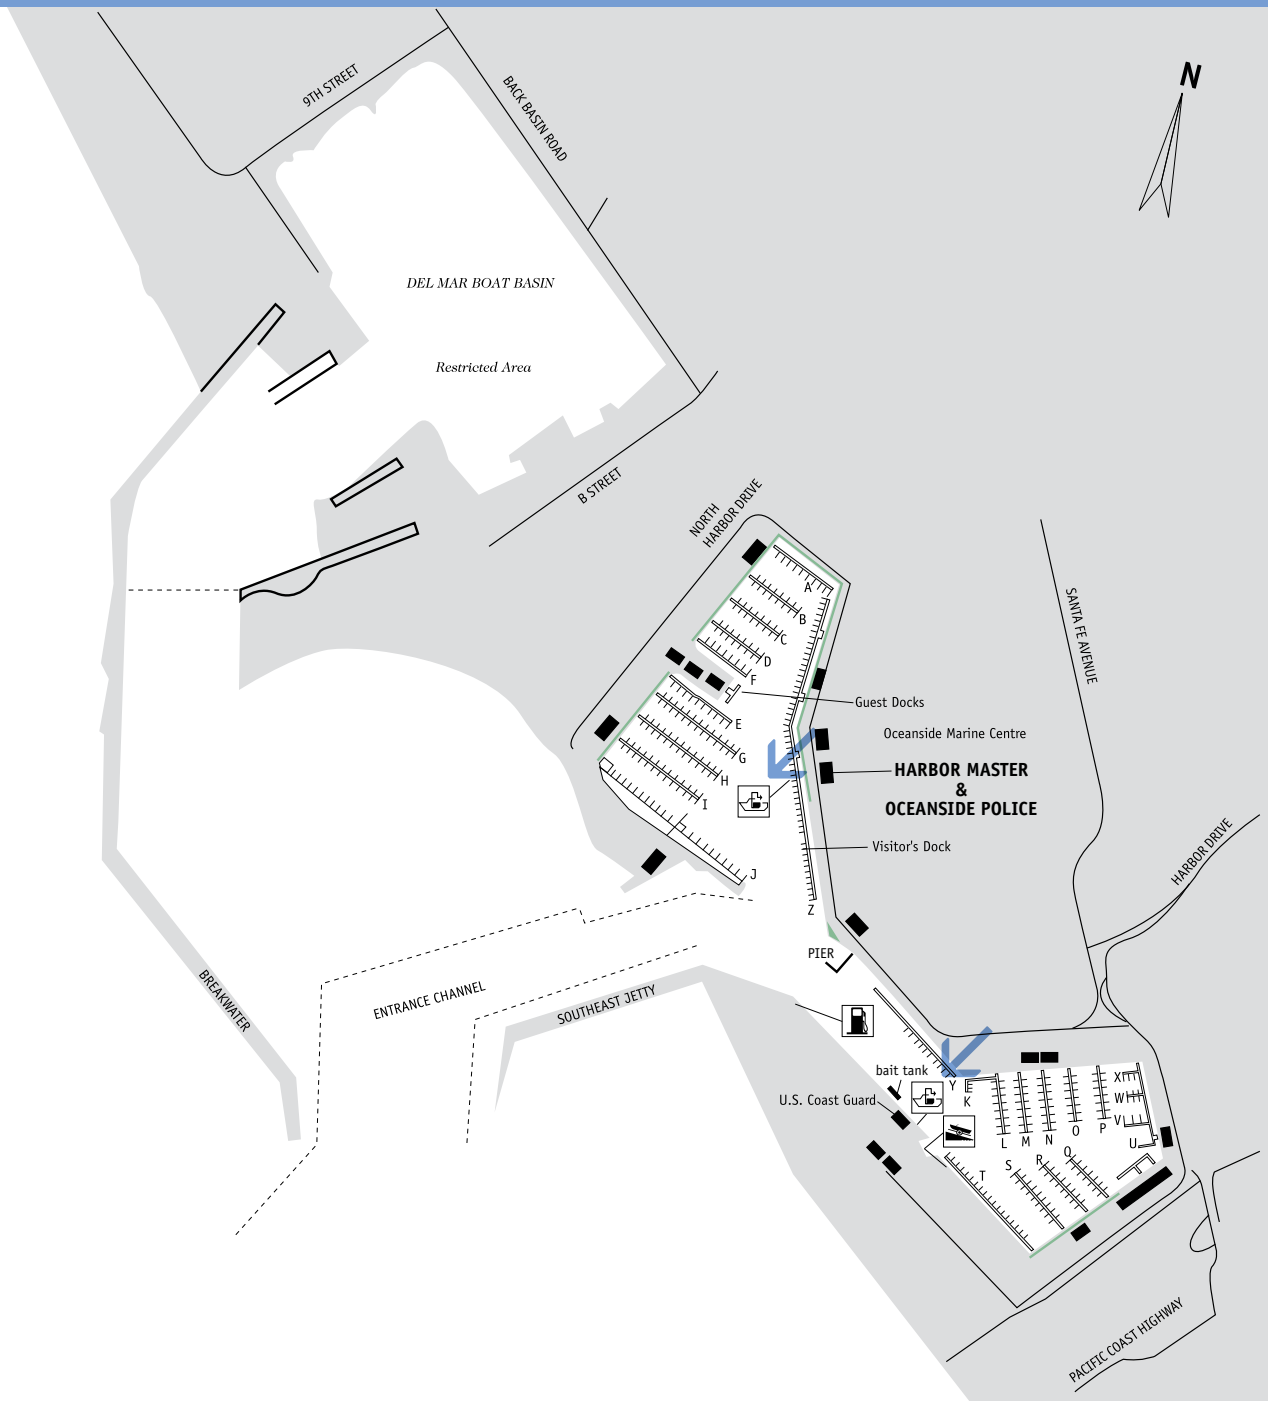 N
9TH STREET
BACK BASIN ROAD
DEL MAR BOAT BASIN
Restricted Area
B STREET
NORTH
HARBOR DRIVE
A
B
C
D
F
E
G
H
I
J
Z
SANTA FE AVENUE
Guest Docks
Oceanside Marine Centre
HARBOR MASTER
&
OCEANSIDE POLICE
Visitor's Dock
HARBOR DRIVE
PIER
BREAKWATER
ENTRANCE CHANNEL
SOUTHEAST JETTY
bait tank
U.S. Coast Guard
Y
K
L
M
N
O
P
X
W
V
U
T
S
R
Q
PACIFIC COAST HIGHWAY